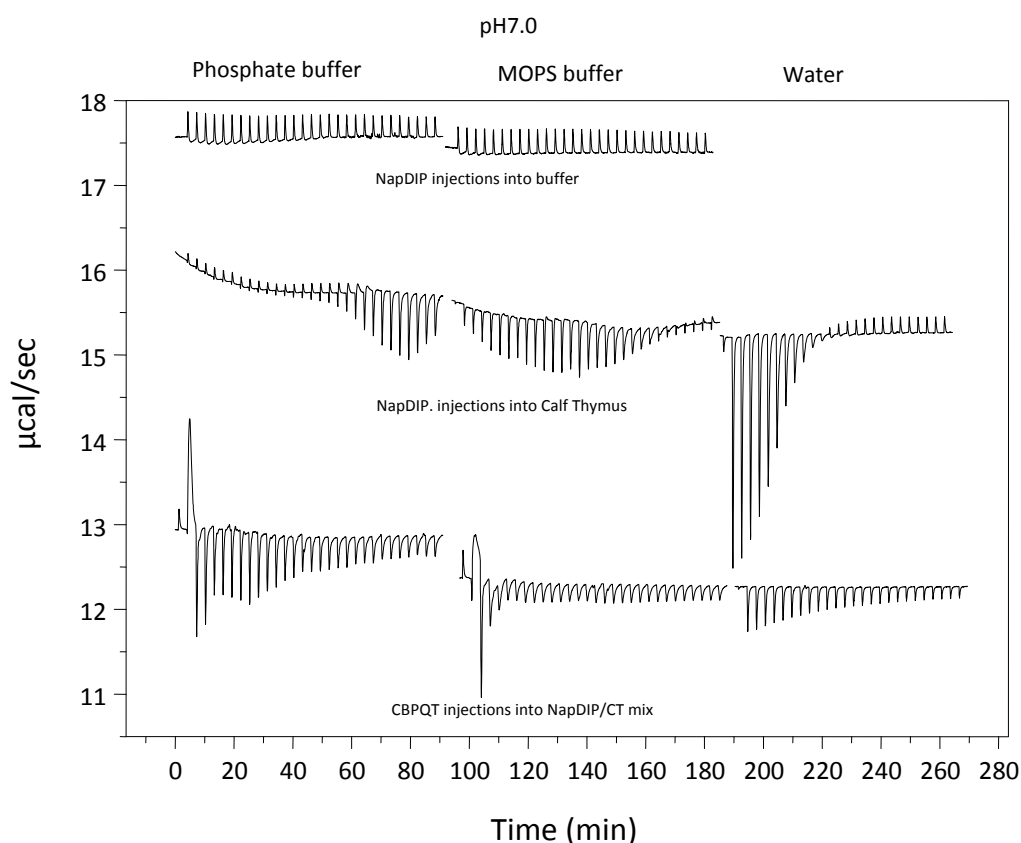 pH7.0
Phosphate buffer MOPS buffer Water
18
NapDIP injections into buffer
17
16
15
NapDIP. injections into Calf Thymus
14
13
12
11
CBPQT injections into NapDIP/CT mix
µcal/sec
0 20 40 60 80 100 120 140 160 180 200 220 240 260 280
Time (min)